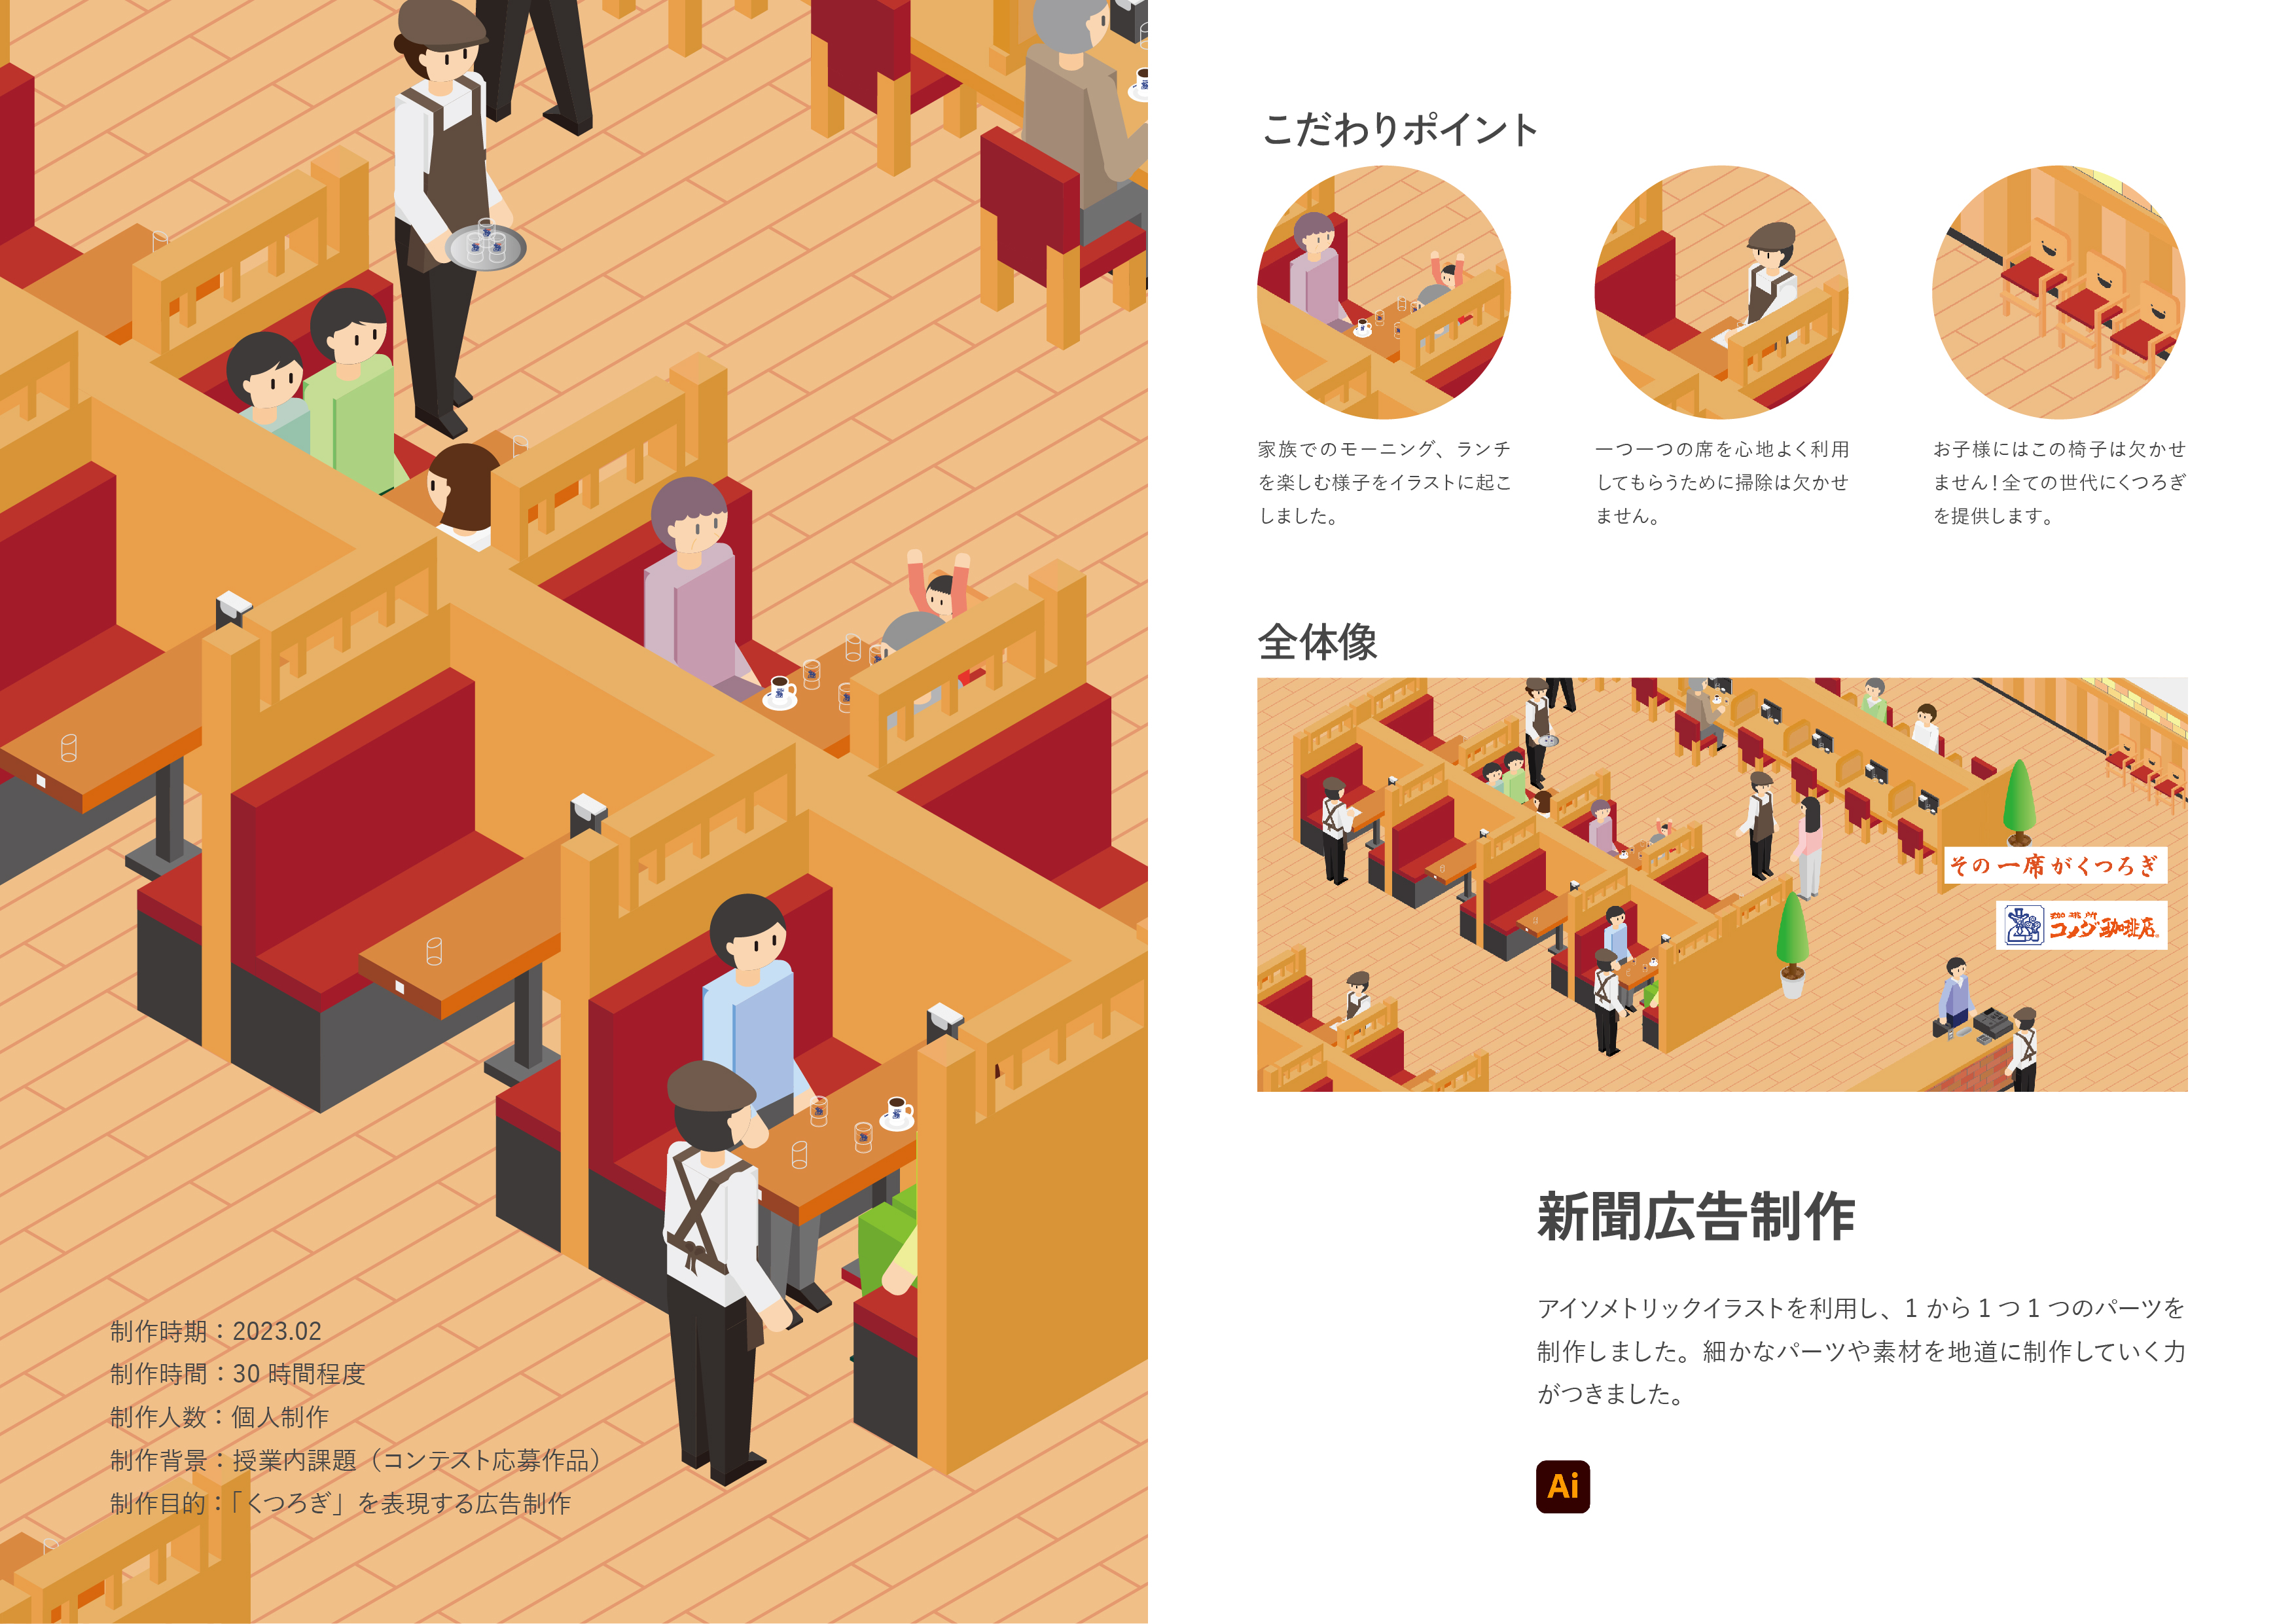 制作時期：2023.02
制作時間：30 時間程度
制作人数：個人制作
制作背景：授業内課題（コンテスト応募作品）
制作目的：「くつろぎ」を表現する広告制作
こだわりポイント
家族でのモーニング、ランチ
を楽しむ様子をイラストに起こ
しました。
一つ一つの席を心地よく利用
してもらうために掃除は欠かせ
ません。
お子様にはこの椅子は欠かせ
ません！全ての世代にくつろぎ
を提供します。
全体像
その一席がくつろぎ
珈琲所
コメダ珈琲店
新聞広告制作
アイソメトリックイラストを利用し、1 から 1 つ 1 つのパーツを
制作しました。細かなパーツや素材を地道に制作していく力
がつきました。
Ai